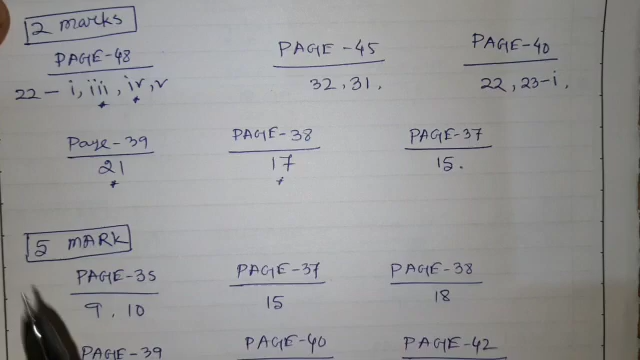 2 marks
PAGE-48 PAGE-45 PAGE-40
22 - i, iii, iv, v 32, 31. 22, 23-i,
Page-39 PAGE-38 PAGE-37
21 17 15.
5 MARK
PAGE-35 PAGE-37 PAGE-38
9, 10 15 18
PAGE-39 PAGE-40 PAGE-42